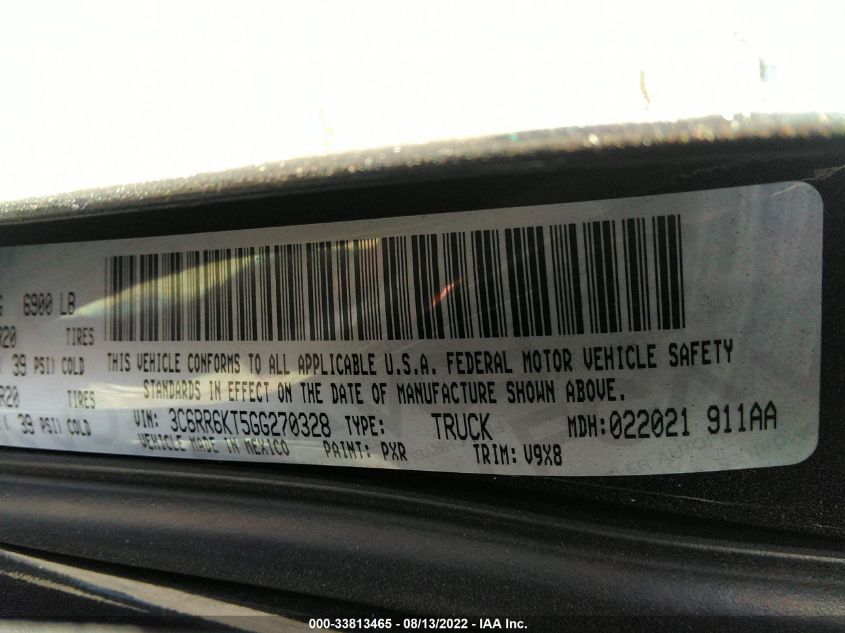 6900 LB
R20 TIRES
39 PSI) COLD
R20 TIRES
39 PSI) COLD
THIS VEHICLE CONFORMS TO ALL APPLICABLE U.S.A. FEDERAL MOTOR VEHICLE SAFETY
STANDARDS IN EFFECT ON THE DATE OF MANUFACTURE SHOWN ABOVE.
VIN: 3C6RR6KT5GG270328 TYPE: TRUCK MDH:022021 911AA
VEHICLE MADE IN MEXICO PAINT: PXR TRIM: V9X8
000-33813465 - 08/13/2022 - IAA Inc.